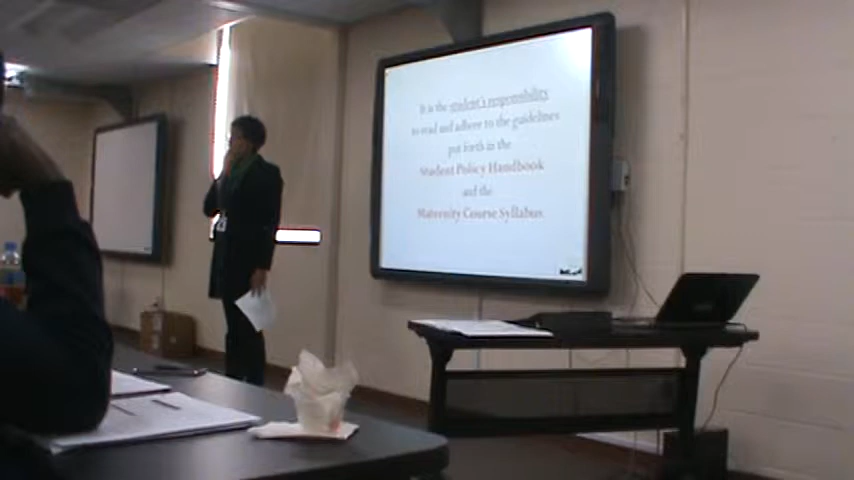 It is the student's responsibility
to read and adhere to the guidelines
put forth in the
Student Policy Handbook
and the
Maternity Course Syllabus